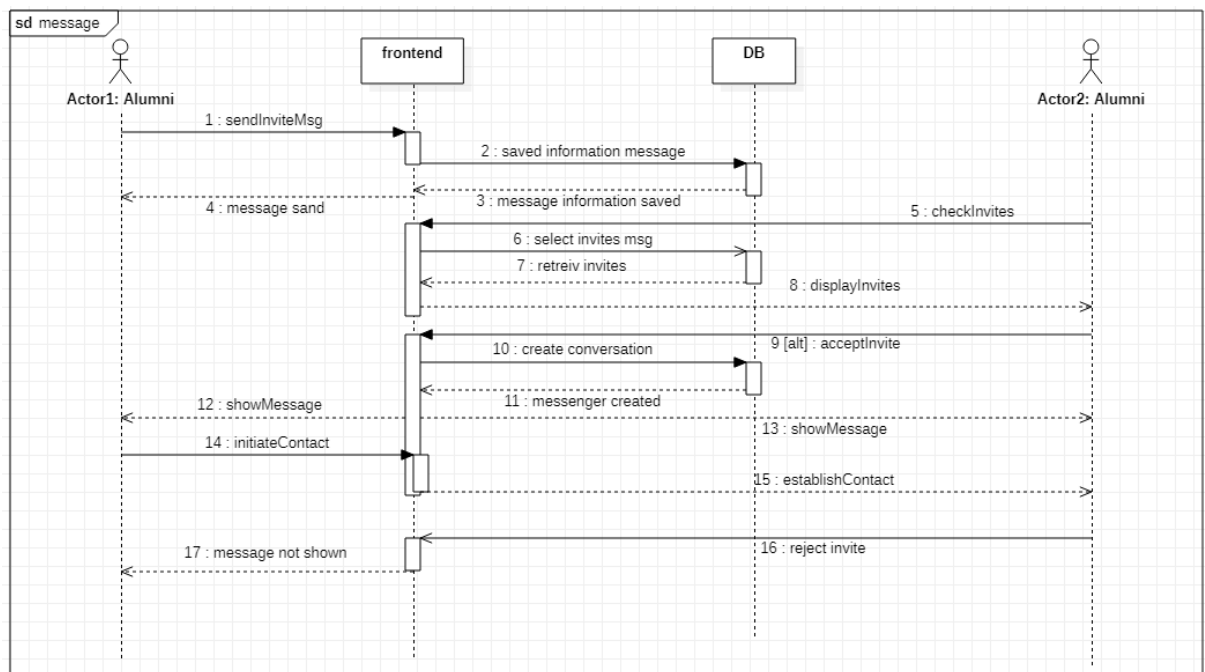 sd message
frontend
DB
Actor1: Alumni
Actor2: Alumni
1 : sendInviteMsg
2 : saved information message
3 : message information saved
4 : message sand
5 : checkInvites
6 : select invites msg
7 : retreiv invites
8 : displayInvites
9 [alt] : acceptInvite
10 : create conversation
11 : messenger created
12 : showMessage
13 : showMessage
14 : initiateContact
15 : establishContact
16 : reject invite
17 : message not shown